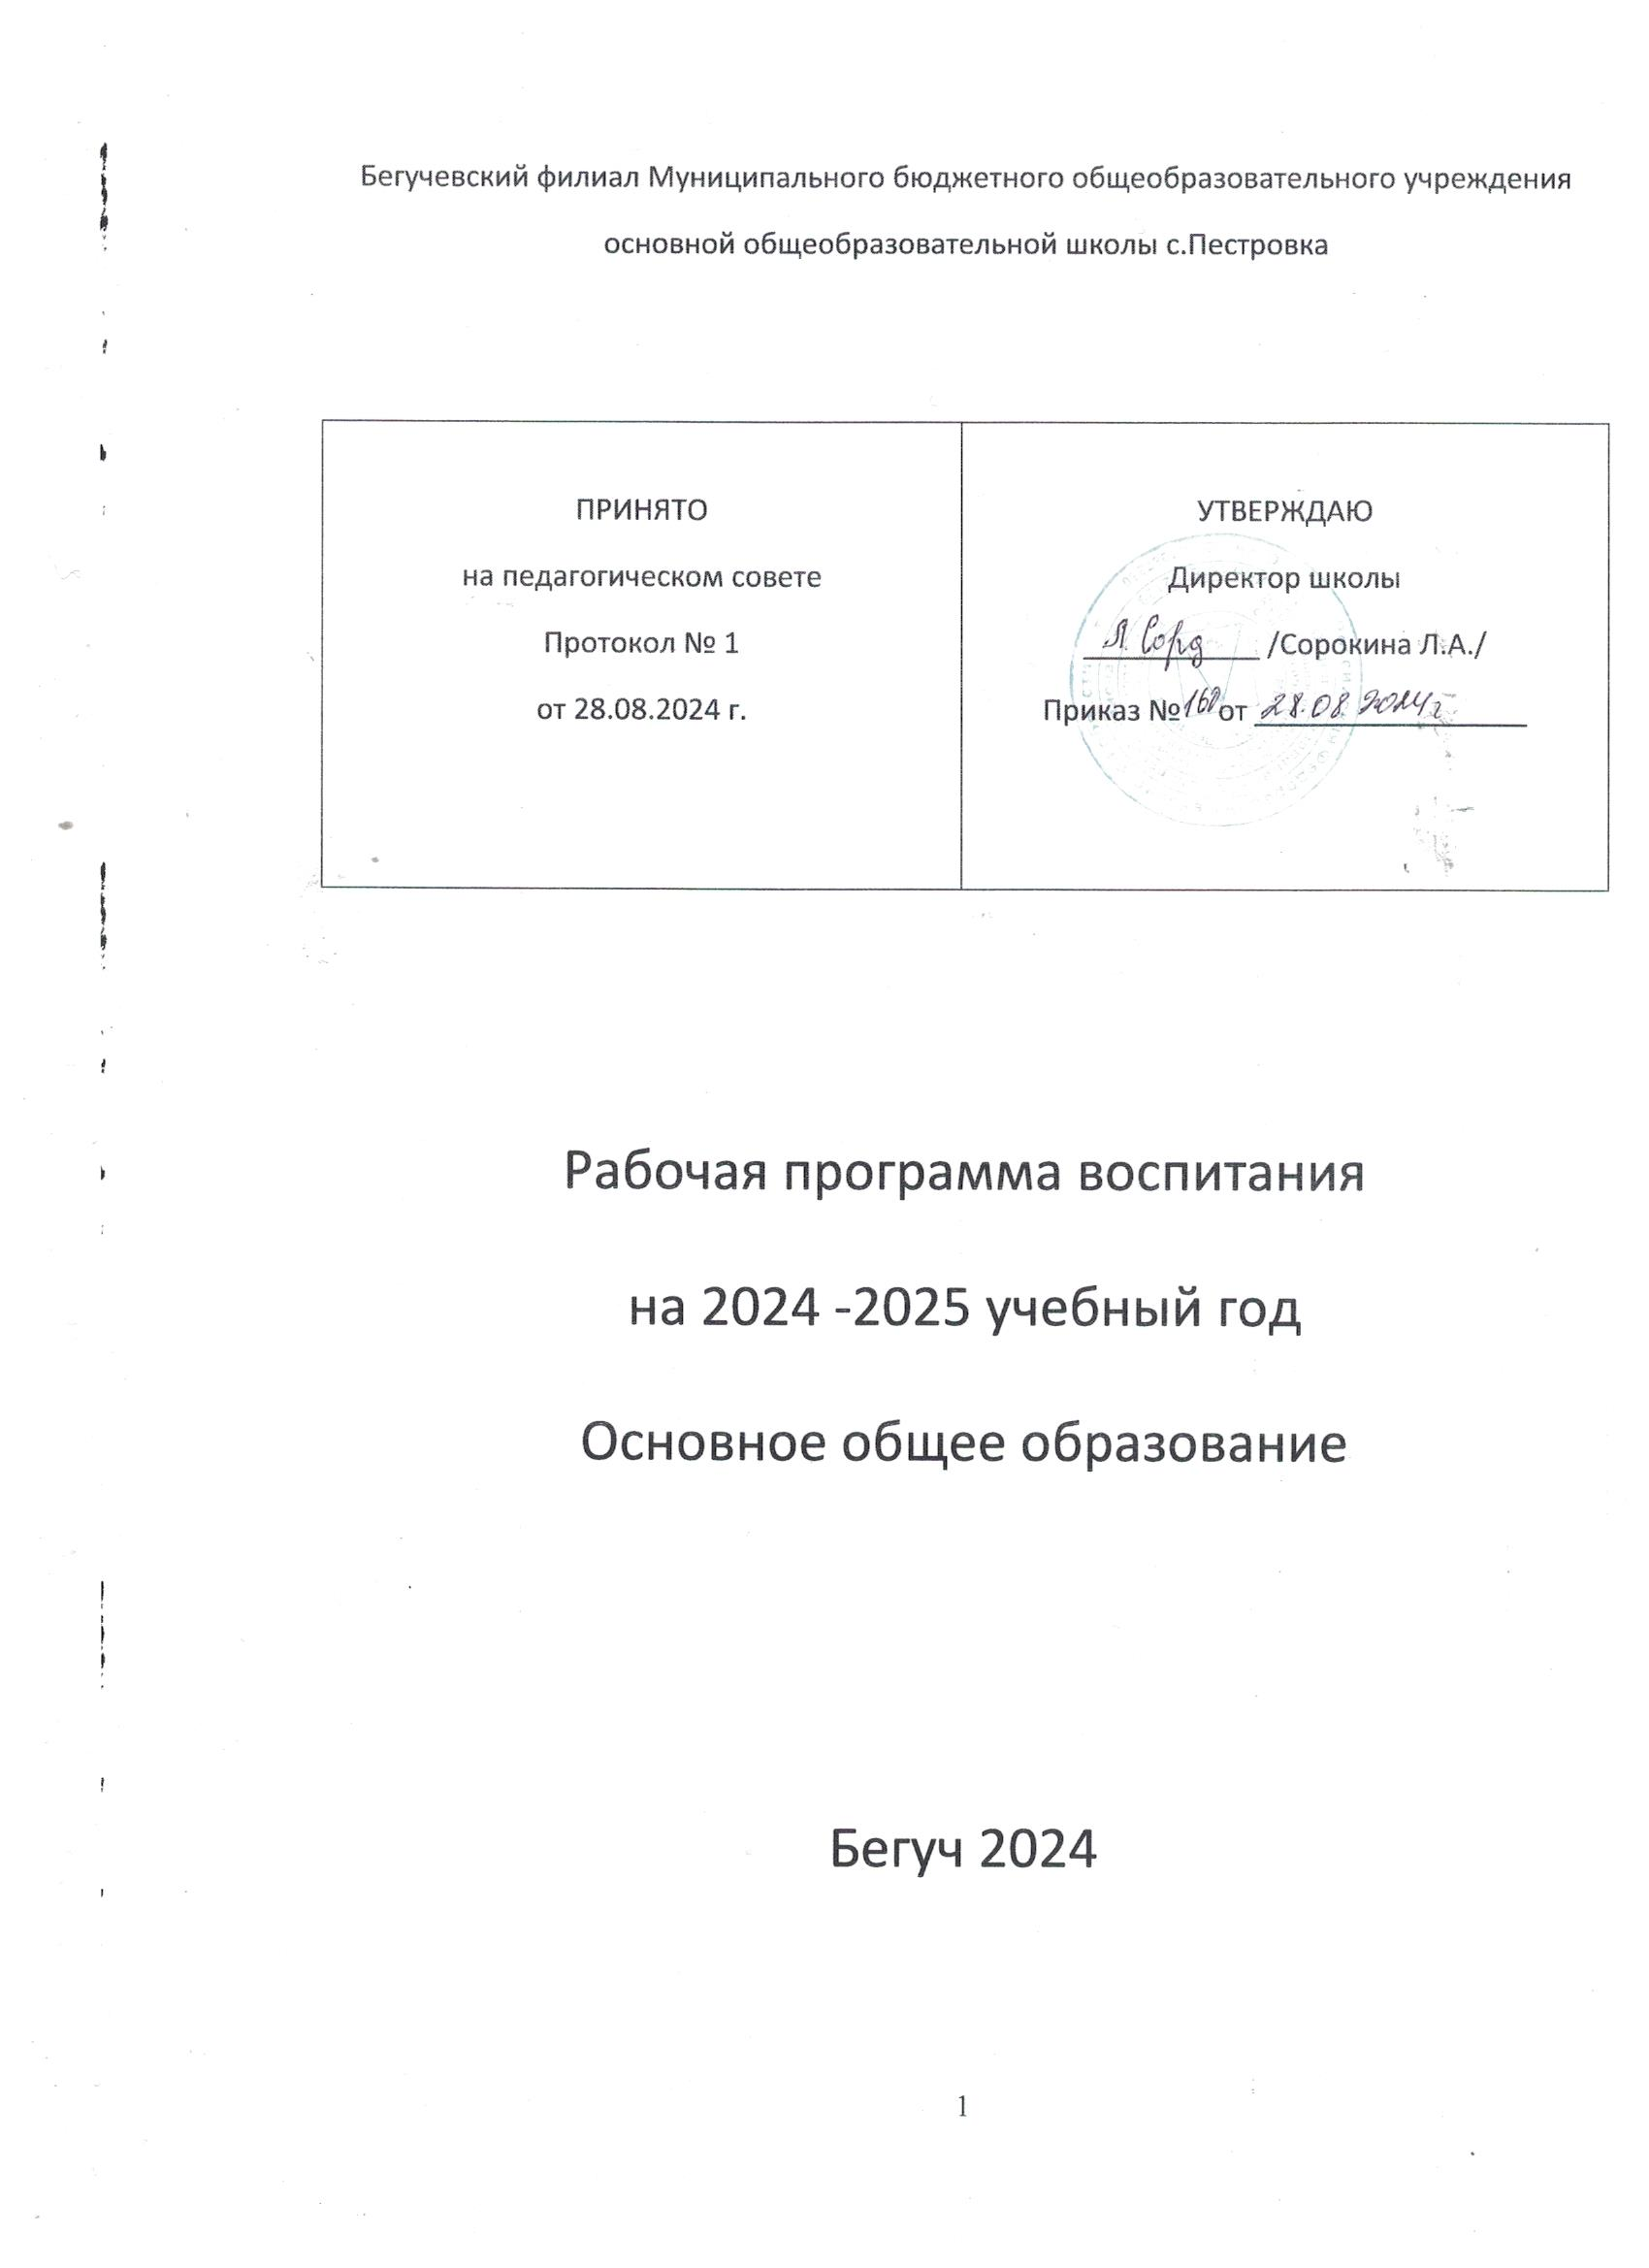 Бегучевский филиал Муниципального бюджетного общеобразовательного учреждения
основной общеобразовательной школы с.Пестровка
ПРИНЯТО
на педагогическом совете
Протокол № 1
от 28.08.2024 г.
УТВЕРЖДАЮ
Директор школы
/Сорокина Л.А./
Приказ № от 28.08.2024г
Рабочая программа воспитания
на 2024 -2025 учебный год
Основное общее образование
Бегуч 2024
1